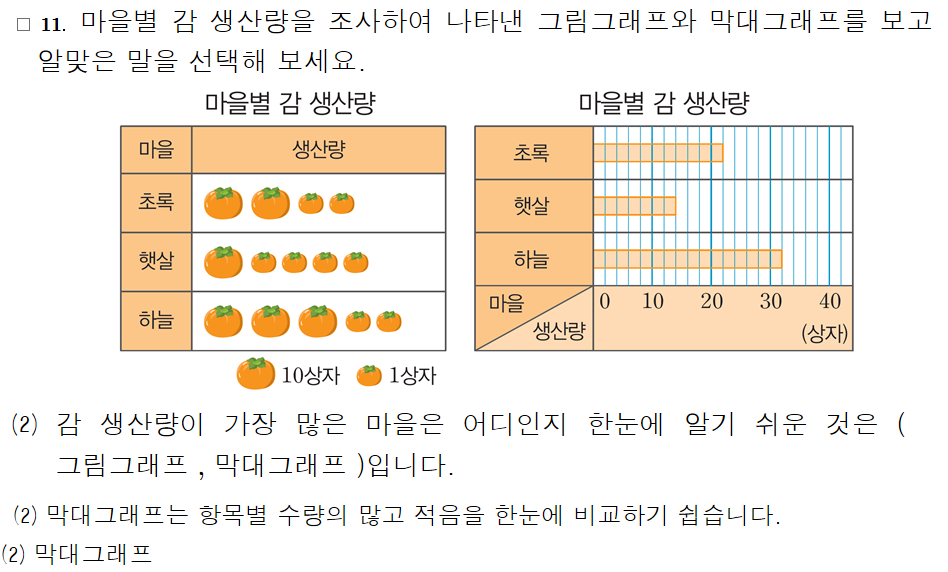 □ 11. 마을별 감 생산량을 조사하여 나타낸 그림그래프와 막대그래프를 보고
알맞은 말을 선택해 보세요.
마을별 감 생산량
마을 생산량
초록
햇살
하늘
10상자 1상자
마을별 감 생산량
초록
햇살
하늘
마을 0 10 20 30 40
생산량 (상자)
(2) 감 생산량이 가장 많은 마을은 어디인지 한눈에 알기 쉬운 것은 (
그림그래프 , 막대그래프 )입니다.
(2) 막대그래프는 항목별 수량의 많고 적음을 한눈에 비교하기 쉽습니다.
(2) 막대그래프